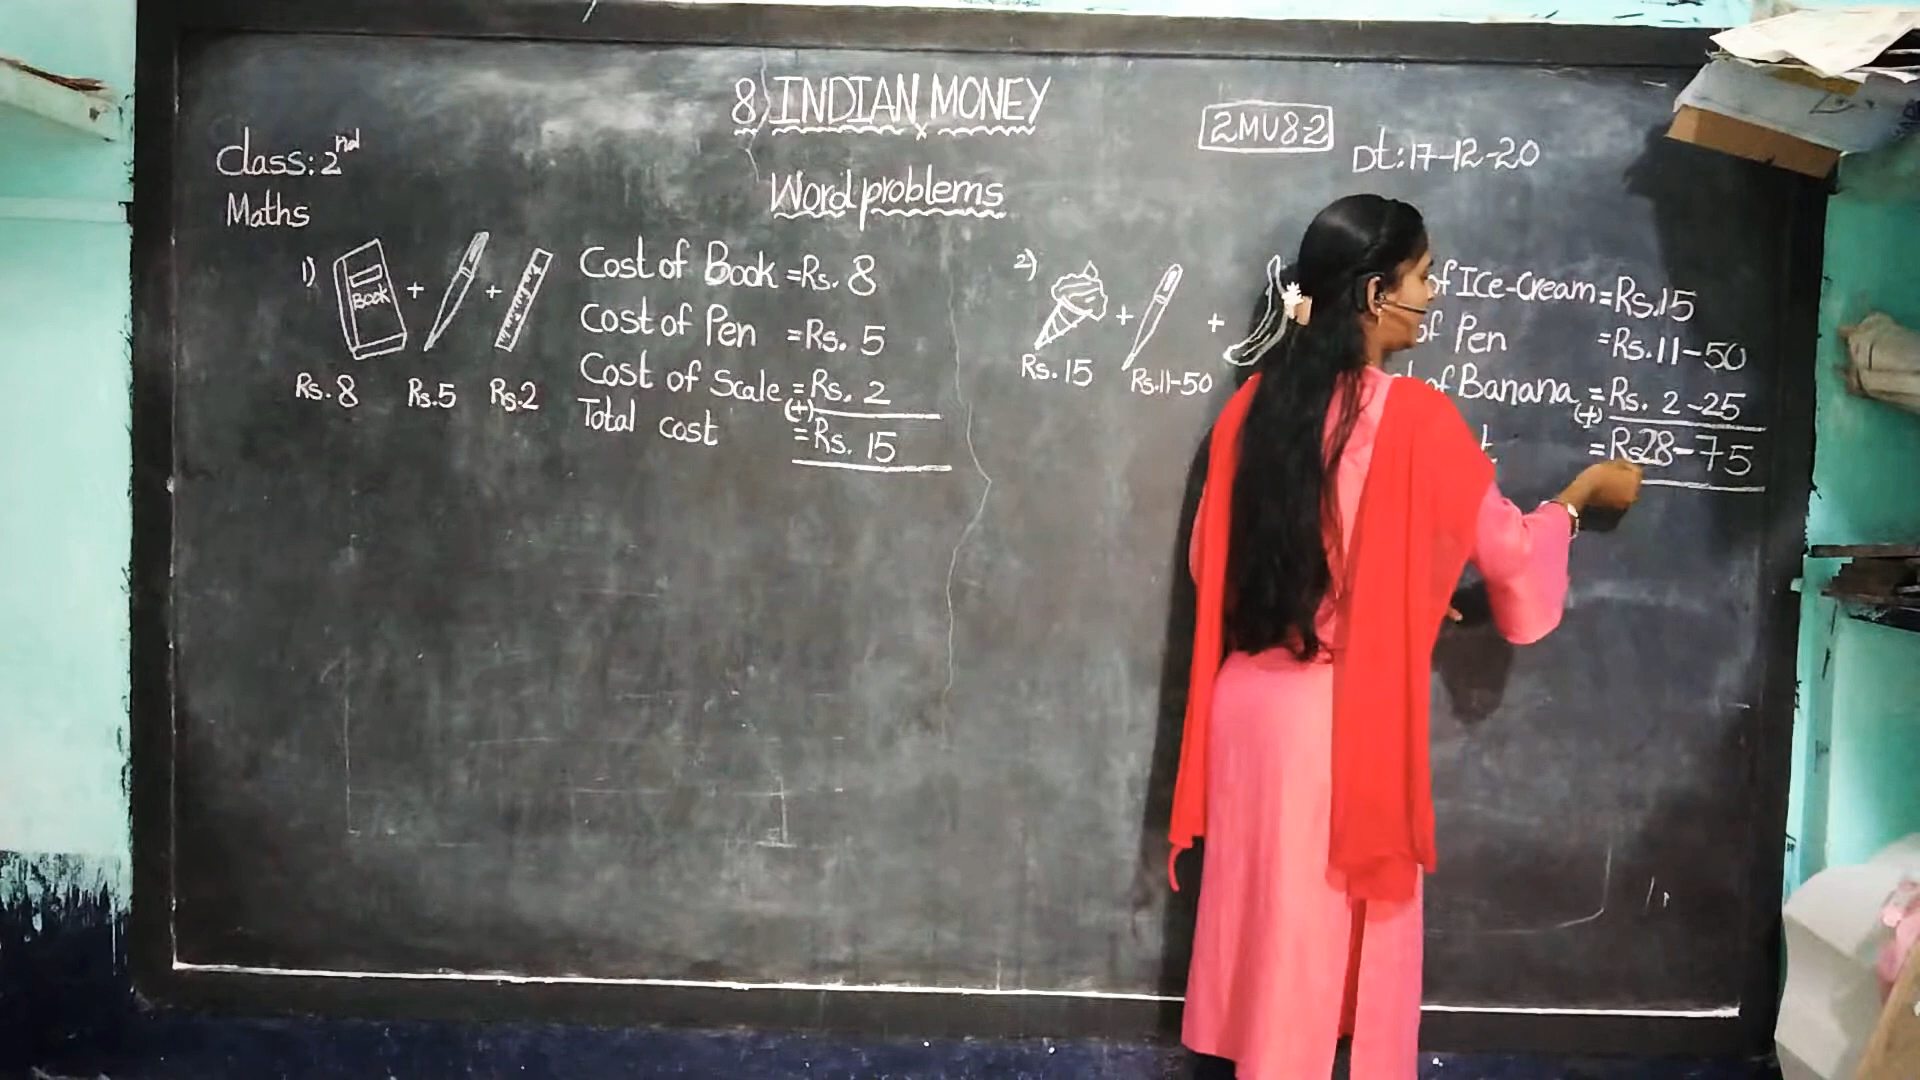 8) INDIAN MONEY
2MU8.2
Dt: 17-12-20
Class: 2nd
Maths
Word problems
1)
BOOK
+
+
Rs. 8 Rs. 5 Rs. 2
Cost of Book = Rs. 8
Cost of Pen = Rs. 5
Cost of Scale = Rs. 2
(+)
Total cost = Rs. 15
2)
+
+
Rs. 15 Rs. 11-50
of Ice-Cream = Rs. 15
of Pen = Rs. 11-50
of Banana = Rs. 2-25
(+)
= Rs 28-75